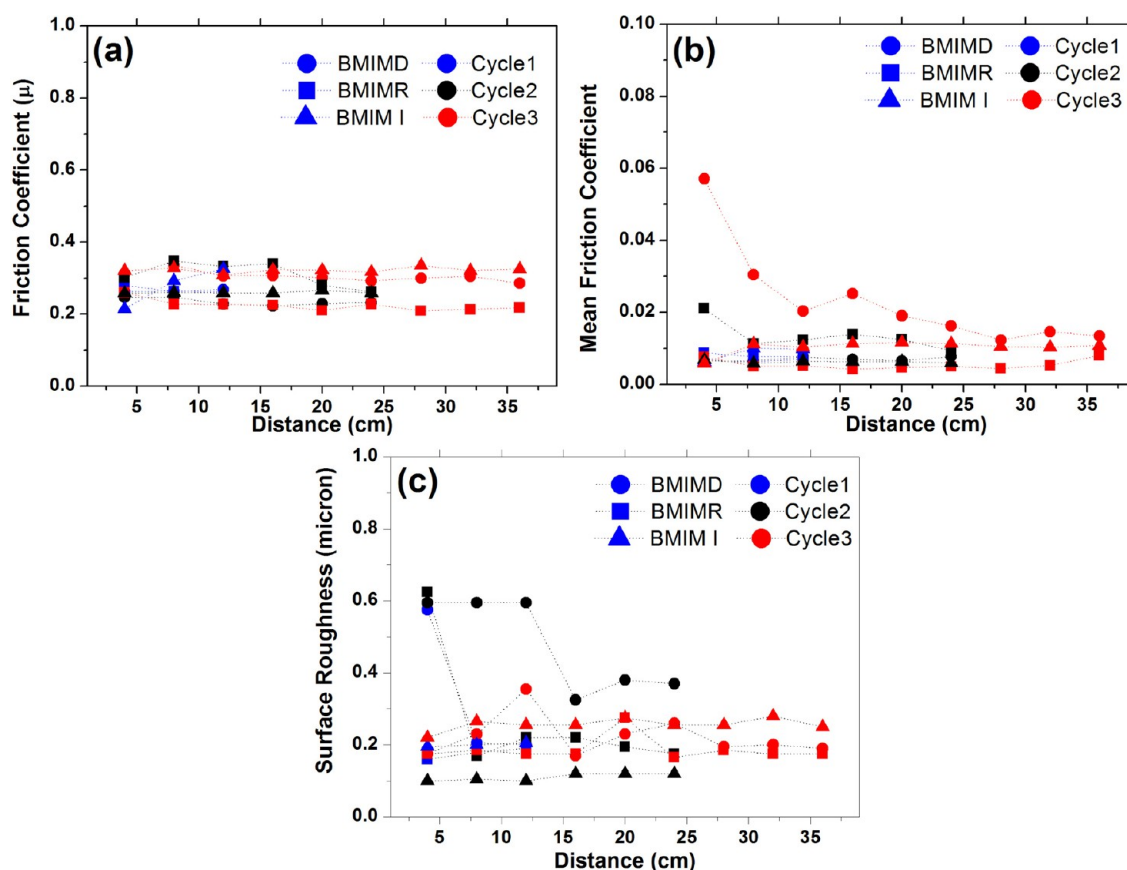 (a)
1.0
0.8
0.6
0.4
0.2
0.0
Friction Coefficient (μ)
BMIMD Cycle1
BMIMR Cycle2
BMIM I Cycle3
5 10 15 20 25 30 35
Distance (cm)
(b)
0.10
0.08
0.06
0.04
0.02
0.00
Mean Friction Coefficient
BMIMD Cycle1
BMIMR Cycle2
BMIM I Cycle3
5 10 15 20 25 30 35
Distance (cm)
(c)
1.0
0.8
0.6
0.4
0.2
0.0
Surface Roughness (micron)
BMIMD Cycle1
BMIMR Cycle2
BMIM I Cycle3
5 10 15 20 25 30 35
Distance (cm)